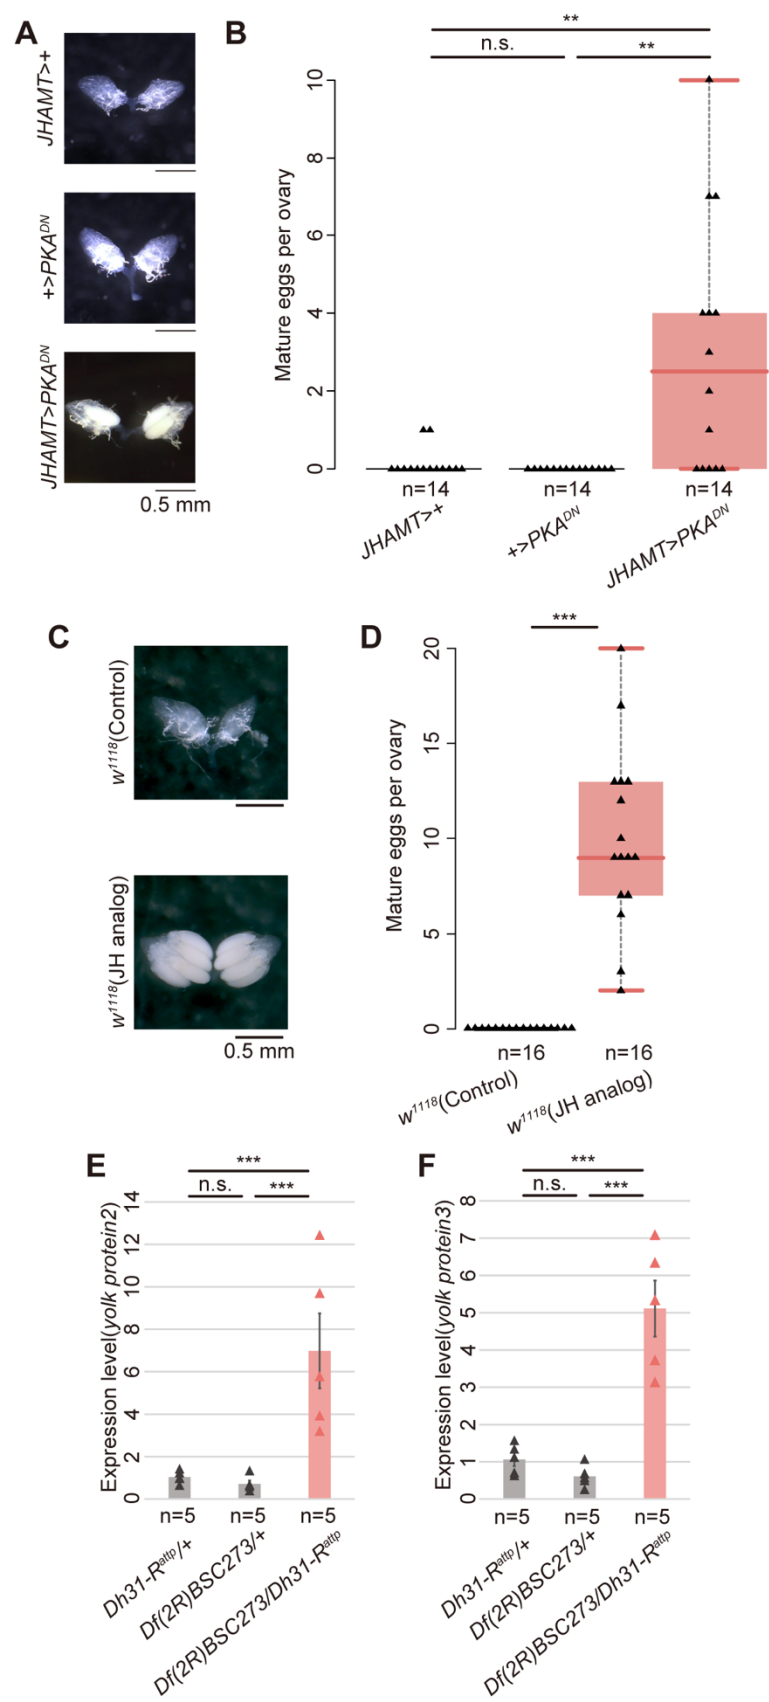 A
JHAMT>+
+>PKA^DN
JHAMT>PKA^DN
0.5 mm
B
**
n.s.
**
Mature eggs per ovary
10
8
6
4
2
0
n=14
n=14
n=14
JHAMT>+
+>PKA^DN
JHAMT>PKA^DN
C
w^1118(Control)
w^1118(JH analog)
0.5 mm
D
***
Mature eggs per ovary
20
15
10
5
0
n=16
n=16
w^1118(Control)
w^1118(JH analog)
E
***
n.s.
***
Expression level(yolk protein2)
14
12
10
8
6
4
2
0
n=5
n=5
n=5
Dh31-R^attp/+
Df(2R)BSC273/+
Df(2R)BSC273/Dh31-R^attp
F
***
n.s.
***
Expression level(yolk protein3)
8
7
6
5
4
3
2
1
0
n=5
n=5
n=5
Dh31-R^attp/+
Df(2R)BSC273/+
Df(2R)BSC273/Dh31-R^attp